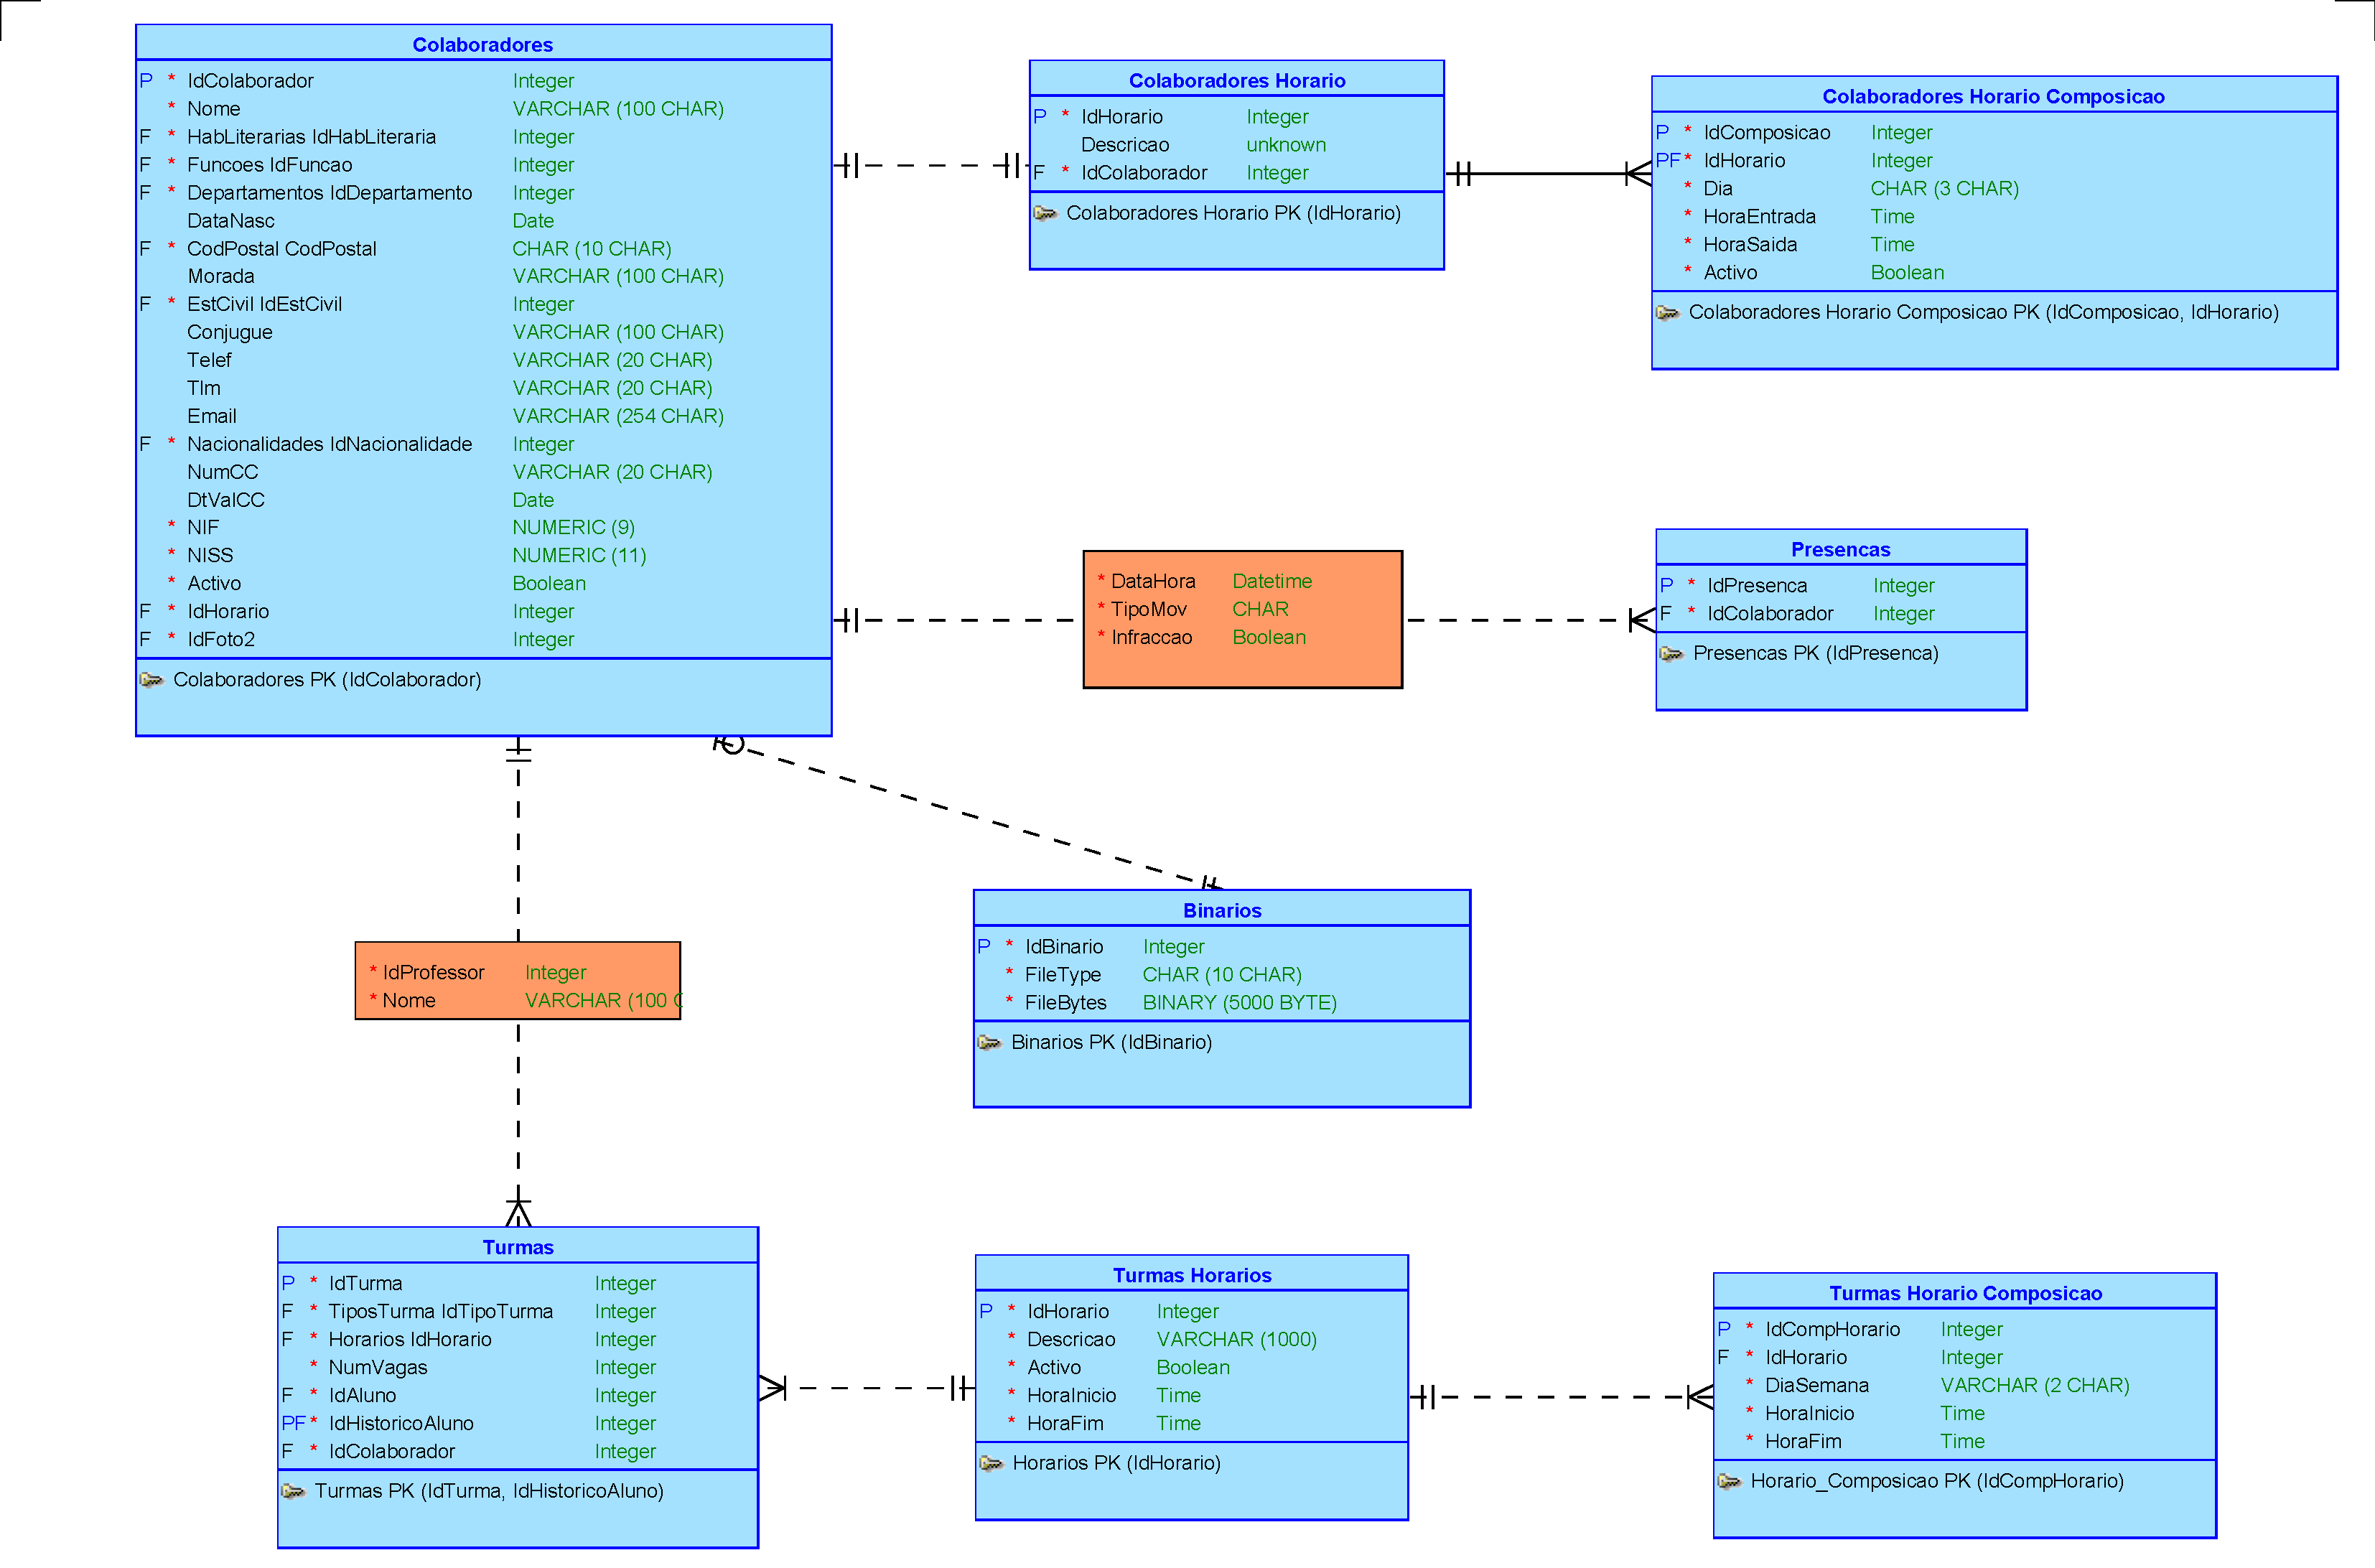 Colaboradores
P * IdColaborador Integer
* Nome VARCHAR (100 CHAR)
F * HabLiterarias IdHabLiteraria Integer
F * Funcoes IdFuncao Integer
F * Departamentos IdDepartamento Integer
DataNasc Date
F * CodPostal CodPostal CHAR (10 CHAR)
Morada VARCHAR (100 CHAR)
F * EstCivil IdEstCivil Integer
Conjugue VARCHAR (100 CHAR)
Telef VARCHAR (20 CHAR)
Tlm VARCHAR (20 CHAR)
Email VARCHAR (254 CHAR)
F * Nacionalidades IdNacionalidade Integer
NumCC VARCHAR (20 CHAR)
DtValCC Date
* NIF NUMERIC (9)
* NISS NUMERIC (11)
* Activo Boolean
F * IdHorario Integer
F * IdFoto2 Integer
Colaboradores PK (IdColaborador)
Colaboradores Horario
P * IdHorario Integer
Descricao unknown
F * IdColaborador Integer
Colaboradores Horario PK (IdHorario)
Colaboradores Horario Composicao
P * IdComposicao Integer
PF * IdHorario Integer
* Dia CHAR (3 CHAR)
* HoraEntrada Time
* HoraSaida Time
* Activo Boolean
Colaboradores Horario Composicao PK (IdComposicao, IdHorario)
* DataHora Datetime
* TipoMov CHAR
* Infraccao Boolean
Presencas
P * IdPresenca Integer
F * IdColaborador Integer
Presencas PK (IdPresenca)
Binarios
P * IdBinario Integer
* FileType CHAR (10 CHAR)
* FileBytes BINARY (5000 BYTE)
Binarios PK (IdBinario)
* IdProfessor Integer
* Nome VARCHAR (100
Turmas
P * IdTurma Integer
F * TiposTurma IdTipoTurma Integer
F * Horarios IdHorario Integer
* NumVagas Integer
F * IdAluno Integer
PF * IdHistoricoAluno Integer
F * IdColaborador Integer
Turmas PK (IdTurma, IdHistoricoAluno)
Turmas Horarios
P * IdHorario Integer
* Descricao VARCHAR (1000)
* Activo Boolean
* HoraInicio Time
* HoraFim Time
Horarios PK (IdHorario)
Turmas Horario Composicao
P * IdCompHorario Integer
F * IdHorario Integer
* DiaSemana VARCHAR (2 CHAR)
* HoraInicio Time
* HoraFim Time
Horario_Composicao PK (IdCompHorario)